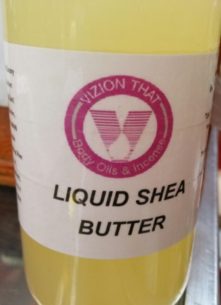 VIZION THAT
Body Oils & Incense
LIQUID SHEA
BUTTER